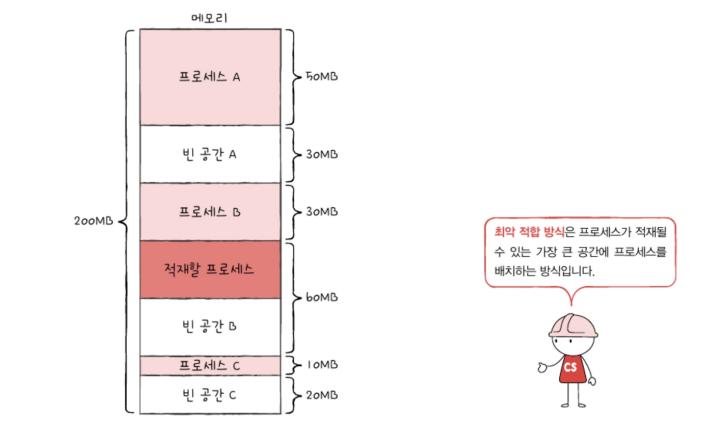 메모리
프로세스 A
50MB
빈 공간 A
30MB
200MB
프로세스 B
30MB
적재할 프로세스
60MB
빈 공간 B
프로세스 C
10MB
빈 공간 C
20MB
최악 적합 방식은 프로세스가 적재될
수 있는 가장 큰 공간에 프로세스를
배치하는 방식입니다.
CS